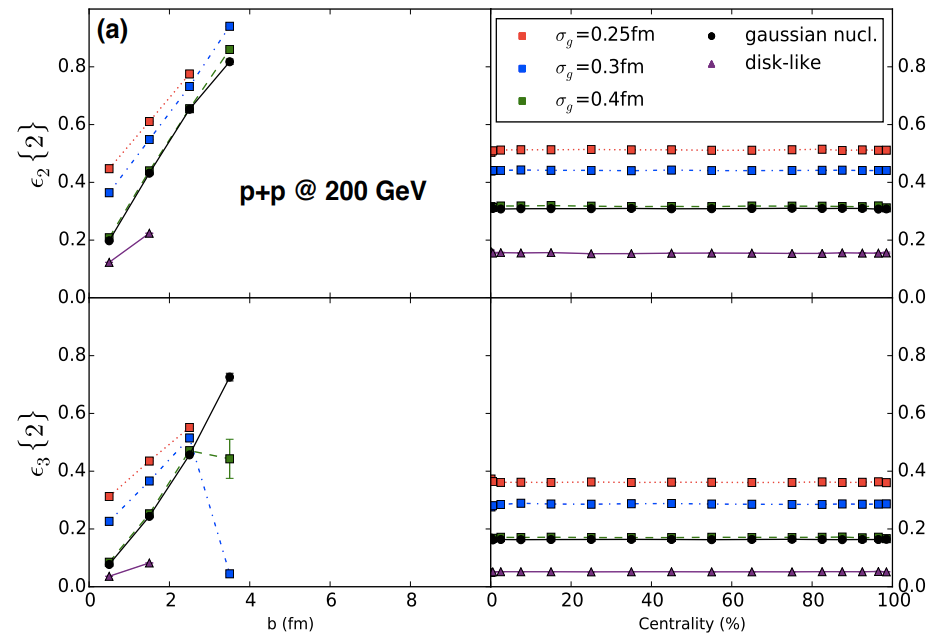 (a)
ϵ₂{2}
0.8
0.6
0.4
0.2
0.0
p+p @ 200 GeV
σ_g=0.25fm
σ_g=0.3fm
σ_g=0.4fm
gaussian nucl.
disk-like
0.8
0.6
0.4
0.2
0.0
ϵ₃{2}
0.8
0.6
0.4
0.2
0.0
0.8
0.6
0.4
0.2
0.0
0 2 4 6 8
b (fm)
0 20 40 60 80 100
Centrality (%)